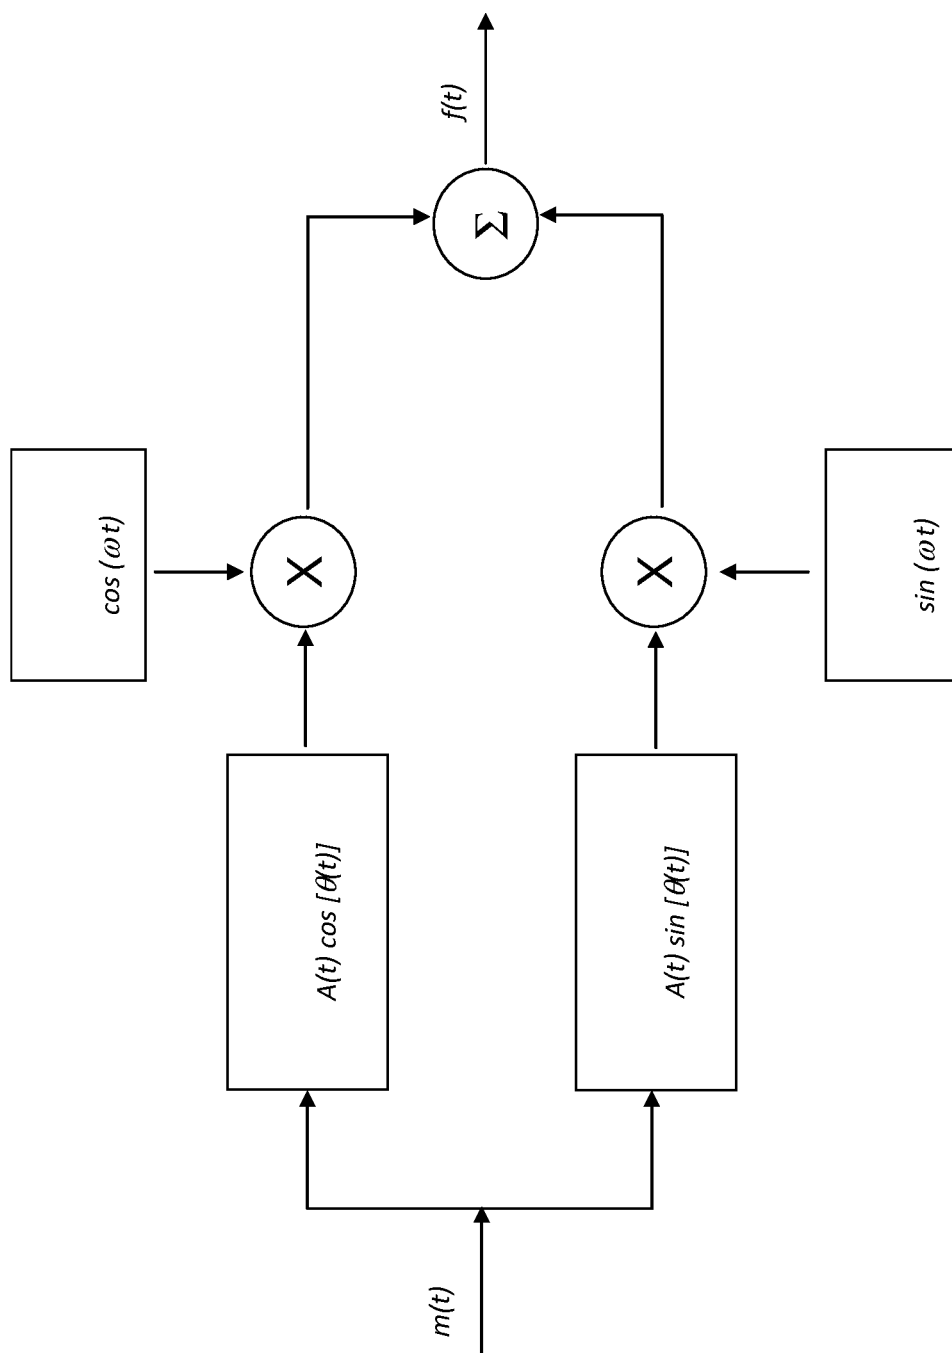 m(t)
A(t) cos [θ(t)]
A(t) sin [θ(t)]
cos (ωt)
X
X
sin (ωt)
Σ
f(t)